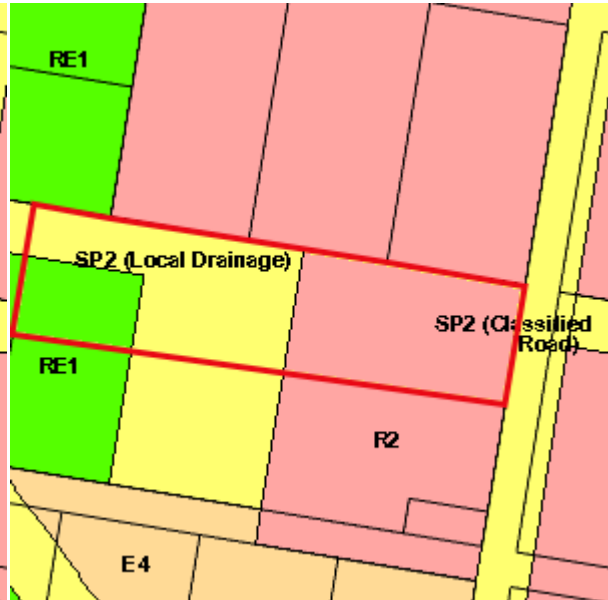 RE1
SP2 (Local Drainage)
SP2 (Classified
Road)
RE1
R2
E4